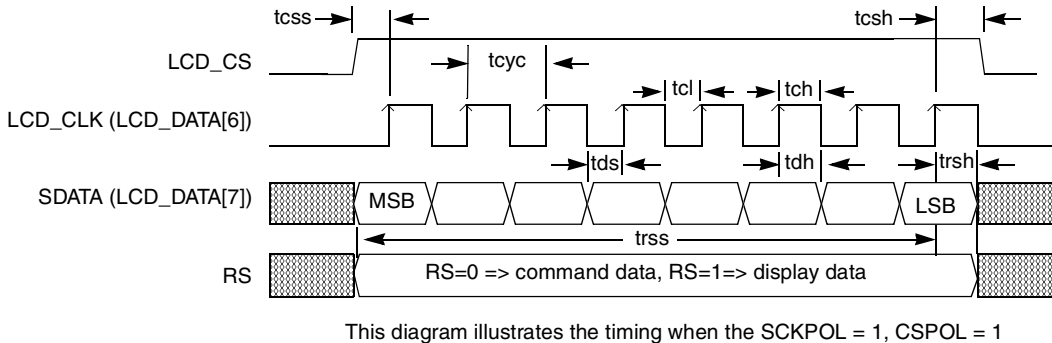 tcss
tcsh
LCD_CS
tcyc
tcl
tch
LCD_CLK (LCD_DATA[6])
tds
tdh
trsh
SDATA (LCD_DATA[7])
MSB
LSB
trss
RS
RS=0 => command data, RS=1=> display data
This diagram illustrates the timing when the SCKPOL = 1, CSPOL = 1